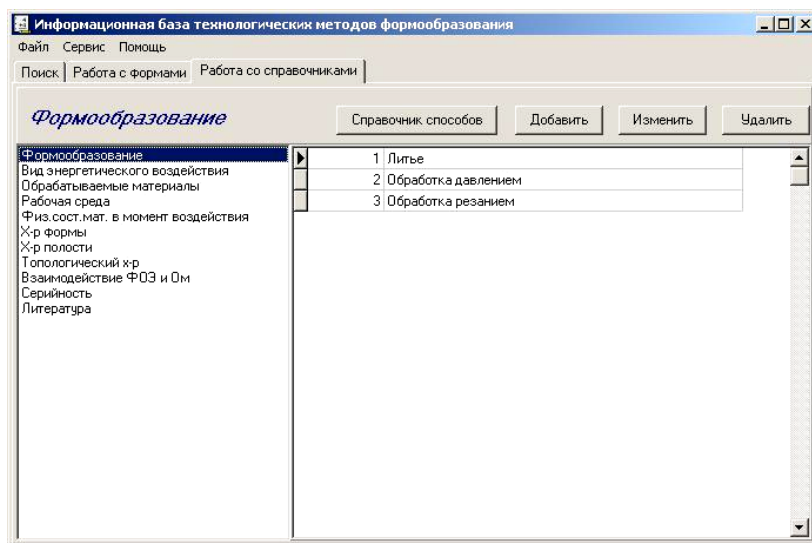 Информационная база технологических методов формообразования
Файл Сервис Помощь
Поиск Работа с формами Работа со справочниками
Формообразование
Справочник способов Добавить Изменить Удалить
Формообразование
Вид энергетического воздействия
Обрабатываемые материалы
Рабочая среда
Физ.сост.мат. в момент воздействия
Х-р формы
Х-р полости
Топологический х-р
Взаимодействие ФОЭ и Ом
Серийность
Литература
1 Литье
2 Обработка давлением
3 Обработка резанием